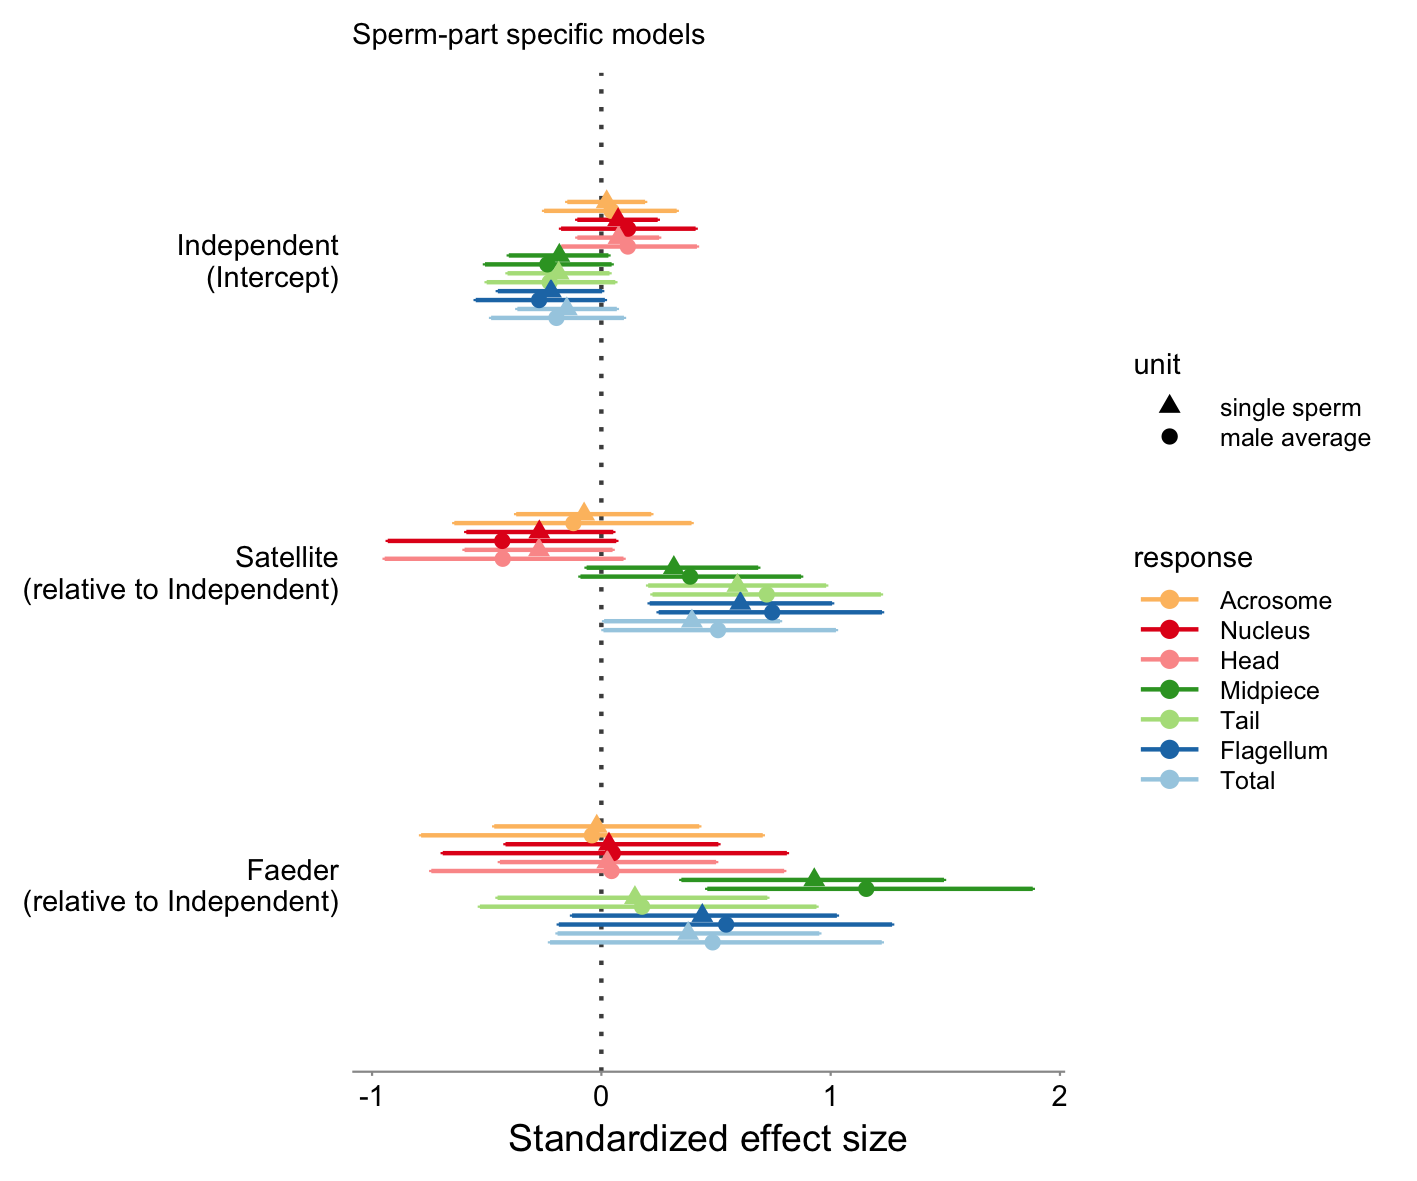 Sperm-part specific models
Independent
(Intercept)
Satellite
(relative to Independent)
Faeder
(relative to Independent)
-1
0
1
2
Standardized effect size
unit
single sperm
male average
response
Acrosome
Nucleus
Head
Midpiece
Tail
Flagellum
Total